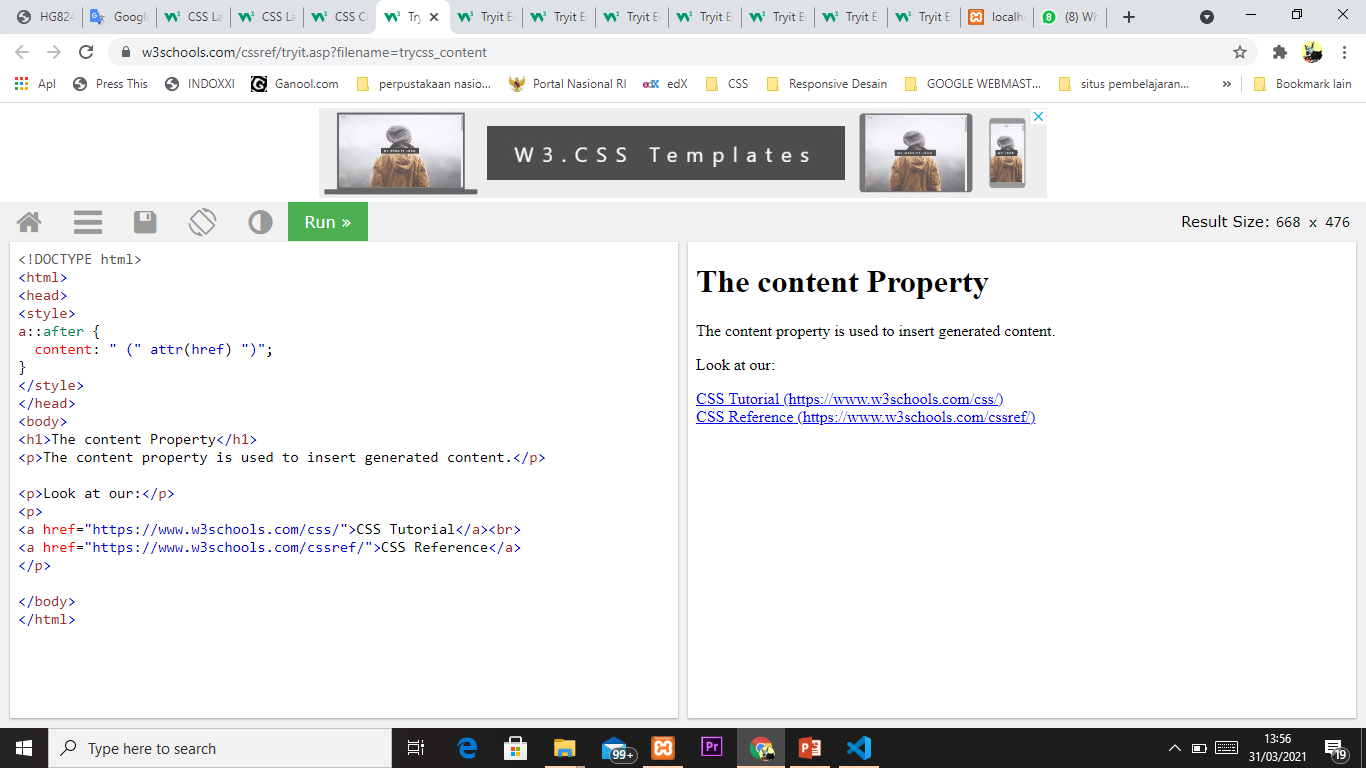 HG824
Google
CSS La
CSS La
CSS C
Try
Tryit E
Tryit E
Tryit E
Tryit E
Tryit E
Tryit E
Tryit E
localh
(8) Wh
w3schools.com/cssref/tryit.asp?filename=trycss_content
Apl
Press This
INDOXXI
Ganool.com
perpustakaan nasio...
Portal Nasional RI
edX
CSS
Responsive Desain
GOOGLE WEBMAST...
situs pembelajaran...
»
Bookmark lain
W3.CSS Templates
Run »
Result Size: 668 x 476
<!DOCTYPE html>
<html>
<head>
<style>
a::after {
  content: " (" attr(href) ")";
}
</style>
</head>
<body>
<h1>The content Property</h1>
<p>The content property is used to insert generated content.</p>
<p>Look at our:</p>
<p>
<a href="https://www.w3schools.com/css/">CSS Tutorial</a><br>
<a href="https://www.w3schools.com/cssref/">CSS Reference</a>
</p>
</body>
</html>
The content Property
The content property is used to insert generated content.
Look at our:
CSS Tutorial (https://www.w3schools.com/css/)
CSS Reference (https://www.w3schools.com/cssref/)
Type here to search
99+
Pr
13:56
31/03/2021
19